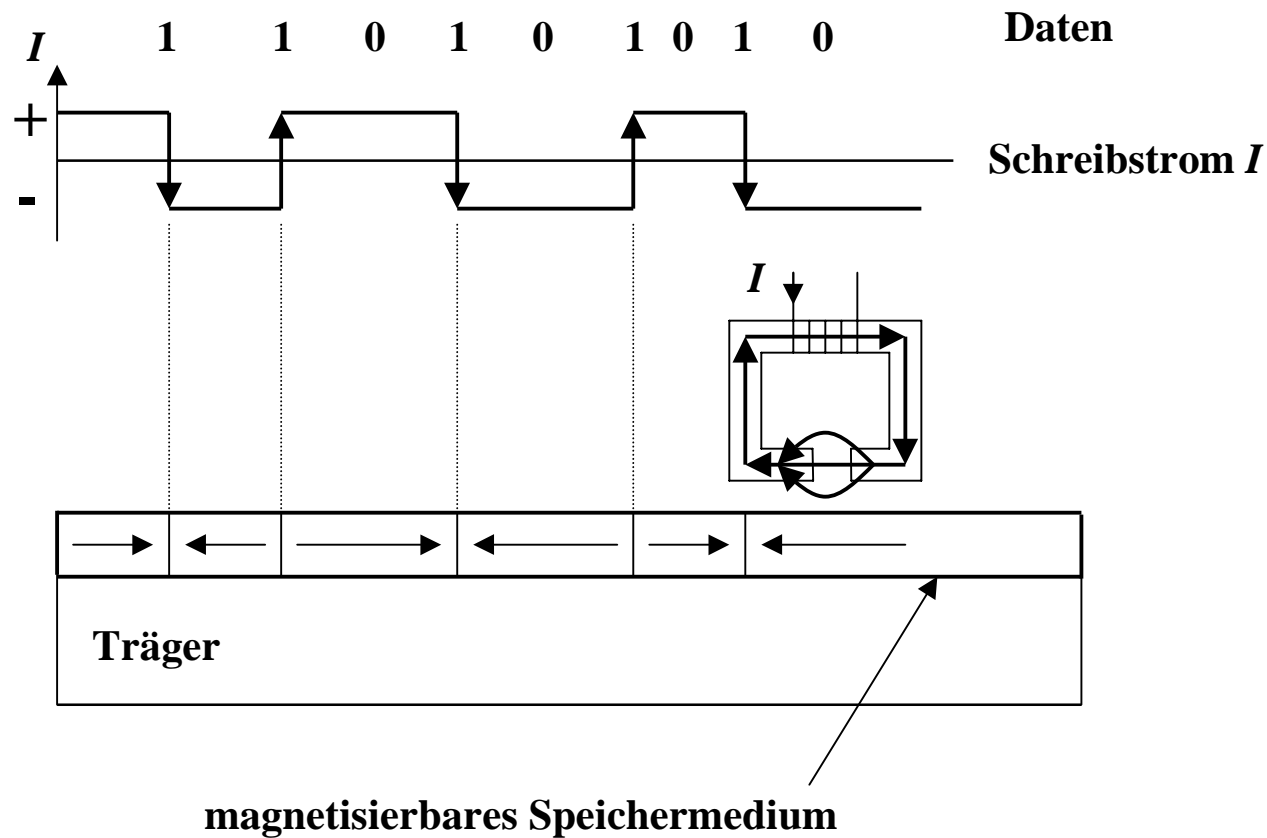 1 1 0 1 0 1 0 1 0 Daten
I
+
Schreibstrom I
-
I
Träger
magnetisierbares Speichermedium